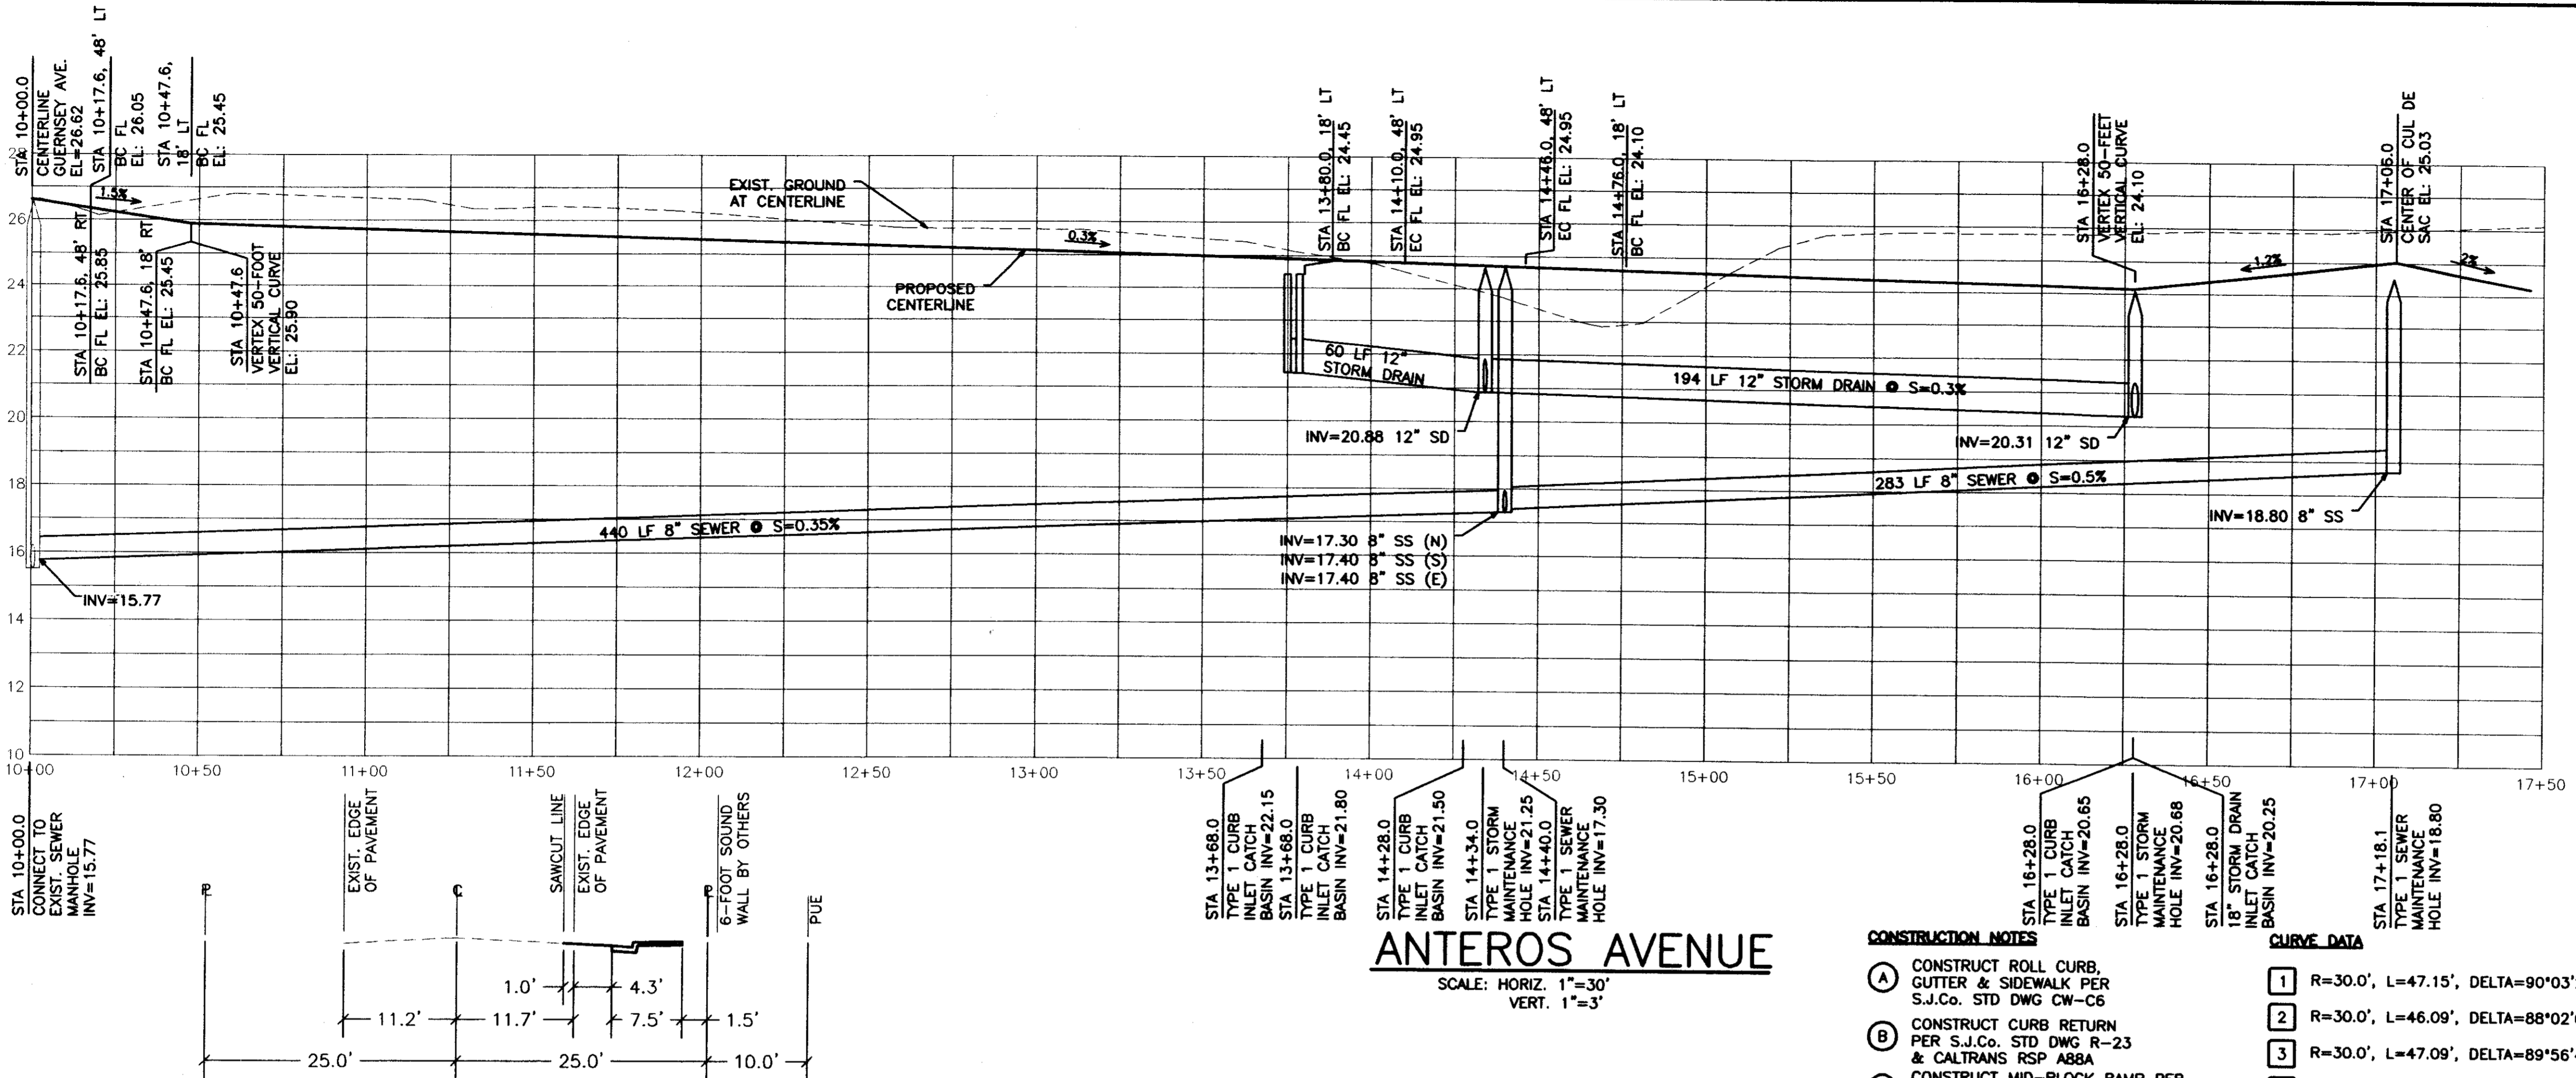 STA 10+00.0
CENTERLINE
GUERNSEY AVE.
EL=26.62
STA 10+17.6, 48' LT
BC FL
EL: 26.05
STA 10+47.6,
18' LT
BC FL
EL: 25.45
STA 13+80.0, 18' LT
BC FL EL: 24.45
STA 14+10.0, 48' LT
EC FL EL: 24.95
STA 14+46.0, 48' LT
EC FL EL: 24.95
STA 14+76.0, 18' LT
BC FL EL: 24.10
STA 16+28.0
VERTEX 50-FEET
VERTICAL CURVE
EL: 24.10
STA 17+06.0
CENTER OF CUL DE
SAC EL: 25.03
28
26
24
22
20
18
16
14
12
10
1.5%
EXIST. GROUND
AT CENTERLINE
0.3%
1.2%
2%
STA 10+17.6, 48' RT
BC FL EL: 25.85
STA 10+47.6, 18' RT
BC FL EL: 25.45
STA 10+47.6
VERTEX 50-FOOT
VERTICAL CURVE
EL: 25.90
PROPOSED
CENTERLINE
60 LF 12"
STORM DRAIN
194 LF 12" STORM DRAIN @ S=0.3%
INV=20.88 12" SD
INV=20.31 12" SD
283 LF 8" SEWER @ S=0.5%
INV=18.80 8" SS
440 LF 8" SEWER @ S=0.35%
INV=17.30 8" SS (N)
INV=17.40 8" SS (S)
INV=17.40 8" SS (E)
INV=15.77
10+00
10+50
11+00
11+50
12+00
12+50
13+00
13+50
14+00
14+50
15+00
15+50
16+00
16+50
17+00
17+50
STA 10+00.0
CONNECT TO
EXIST. SEWER
MANHOLE
INV=15.77
STA 13+68.0
TYPE 1 CURB
INLET CATCH
BASIN INV=22.15
STA 13+68.0
TYPE 1 CURB
INLET CATCH
BASIN INV=21.80
STA 14+28.0
TYPE 1 CURB
INLET CATCH
BASIN INV=21.50
STA 14+34.0
TYPE 1 STORM
MAINTENANCE
HOLE INV=21.25
STA 14+40.0
TYPE 1 SEWER
MAINTENANCE
HOLE INV=17.30
STA 16+28.0
TYPE 1 CURB
INLET CATCH
BASIN INV=20.65
STA 16+28.0
TYPE 1 STORM
MAINTENANCE
HOLE INV=20.68
STA 16+28.0
18" STORM DRAIN
INLET CATCH
BASIN INV=20.25
STA 17+18.1
TYPE 1 SEWER
MAINTENANCE
HOLE INV=18.80
PL
EXIST. EDGE
OF PAVEMENT
CL
SAWCUT LINE
EXIST. EDGE
OF PAVEMENT
PL
6-FOOT SOUND
WALL BY OTHERS
PUE
1.0'
4.3'
11.2'
11.7'
7.5'
1.5'
25.0'
25.0'
10.0'
ANTEROS AVENUE
SCALE: HORIZ. 1"=30'
VERT. 1"=3'
CONSTRUCTION NOTES
A CONSTRUCT ROLL CURB,
GUTTER & SIDEWALK PER
S.J.Co. STD DWG CW-C6
B CONSTRUCT CURB RETURN
PER S.J.Co. STD DWG R-23
& CALTRANS RSP A88A
CONSTRUCT MID-BLOCK RAMP PER
CURVE DATA
1 R=30.0', L=47.15', DELTA=90°03'
2 R=30.0', L=46.09', DELTA=88°02'
3 R=30.0', L=47.09', DELTA=89°56'